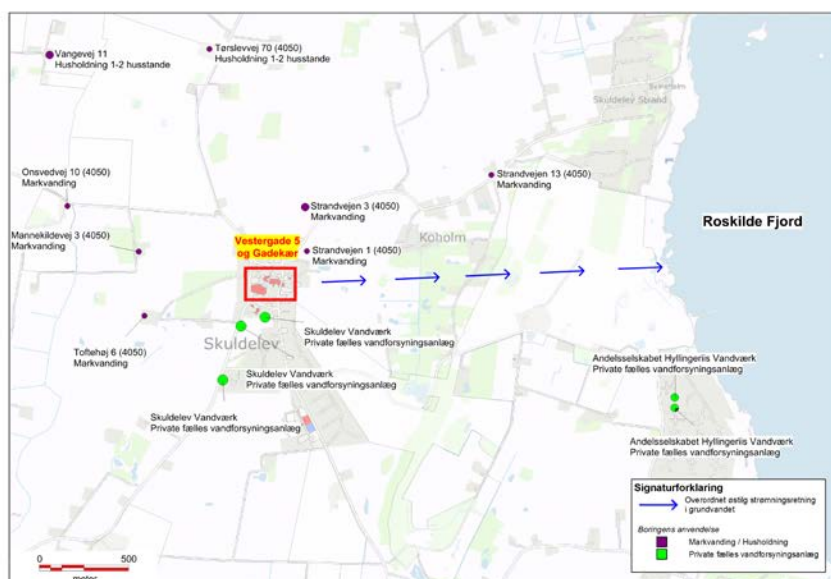 Vangevej 11
Husholdning 1-2 husstande
Tørslevvej 70 (4050)
Husholdning 1-2 husstande
Skuldelev Strand
Onsvedvej 10 (4050)
Markvanding
Strandvejen 13 (4050)
Markvanding
Strandvejen 3 (4050)
Markvanding
Roskilde Fjord
Mannekildevej 3 (4050)
Markvanding
Vestergade 5
og Gadekær
Koholm
Strandvejen 1 (4050)
Markvanding
Skuldelev
Skuldelev Vandværk
Private fælles vandforsyningsanlæg
Toftehøj 6 (4050)
Markvanding
Skuldelev Vandværk
Private fælles vandforsyningsanlæg
Andelsselskabet Hyllingeriis Vandværk
Private fælles vandforsyningsanlæg
Skuldelev Vandværk
Private fælles vandforsyningsanlæg
Andelsselskabet Hyllingeriis Vandværk
Private fælles vandforsyningsanlæg
Signaturforklaring
Overordnet østlig strømningsretning
i grundvandet
Boringens anvendelse
Markvanding / Husholdning
Private fælles vandforsyningsanlæg
0 500
meter